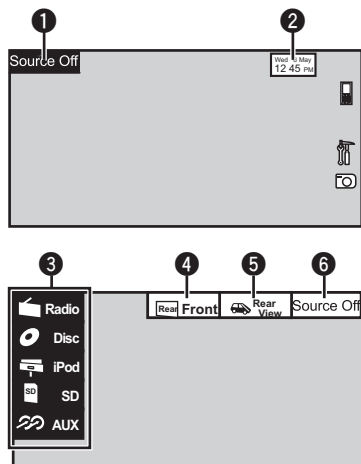 1 2
Source Off
Wed 6 May
12 45 PM
3 4 5 6
Radio
Rear Front
Rear View
Source Off
Disc
iPod
SD SD
AUX